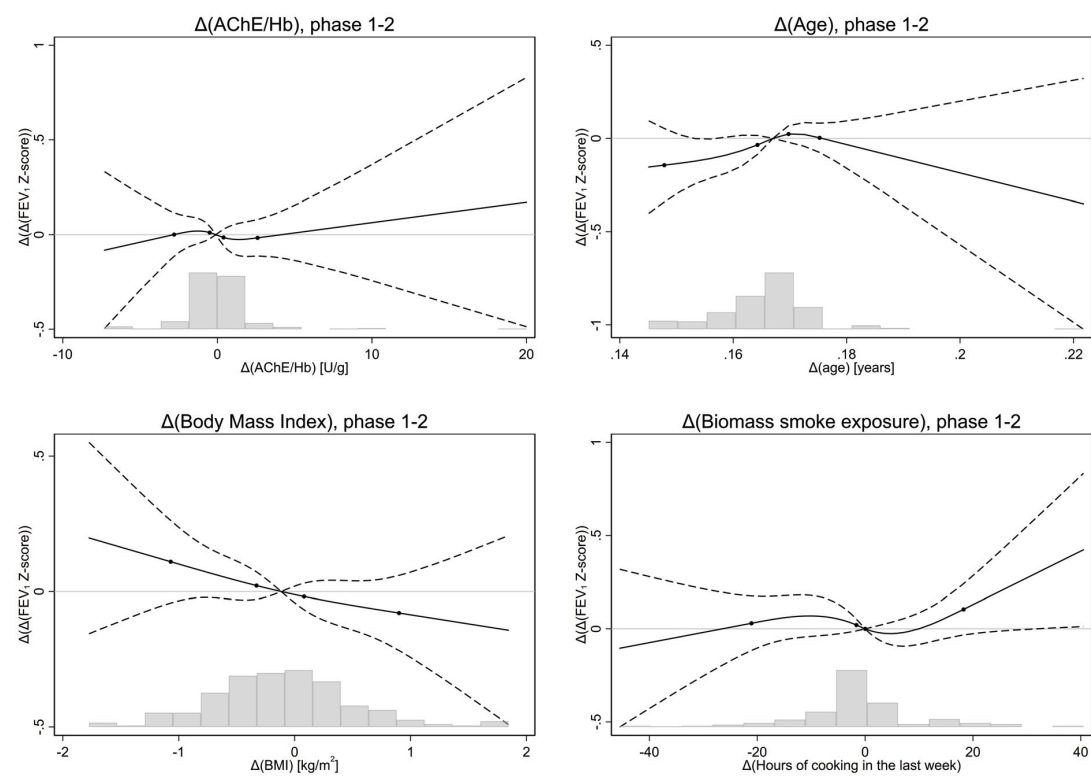 Δ(AChE/Hb), phase 1-2
Δ(Δ(FEV₁ Z-score))
1
.5
0
-.5
-10 0 10 20
Δ(AChE/Hb) [U/g]
Δ(Age), phase 1-2
Δ(Δ(FEV₁ Z-score))
.5
0
-.5
-1
.14 .16 .18 .2 .22
Δ(age) [years]
Δ(Body Mass Index), phase 1-2
Δ(Δ(FEV₁ Z-score))
.5
0
-.5
-2 -1 0 1 2
Δ(BMI) [kg/m²]
Δ(Biomass smoke exposure), phase 1-2
Δ(Δ(FEV₁ Z-score))
1
.5
0
-.5
-40 -20 0 20 40
Δ(Hours of cooking in the last week)